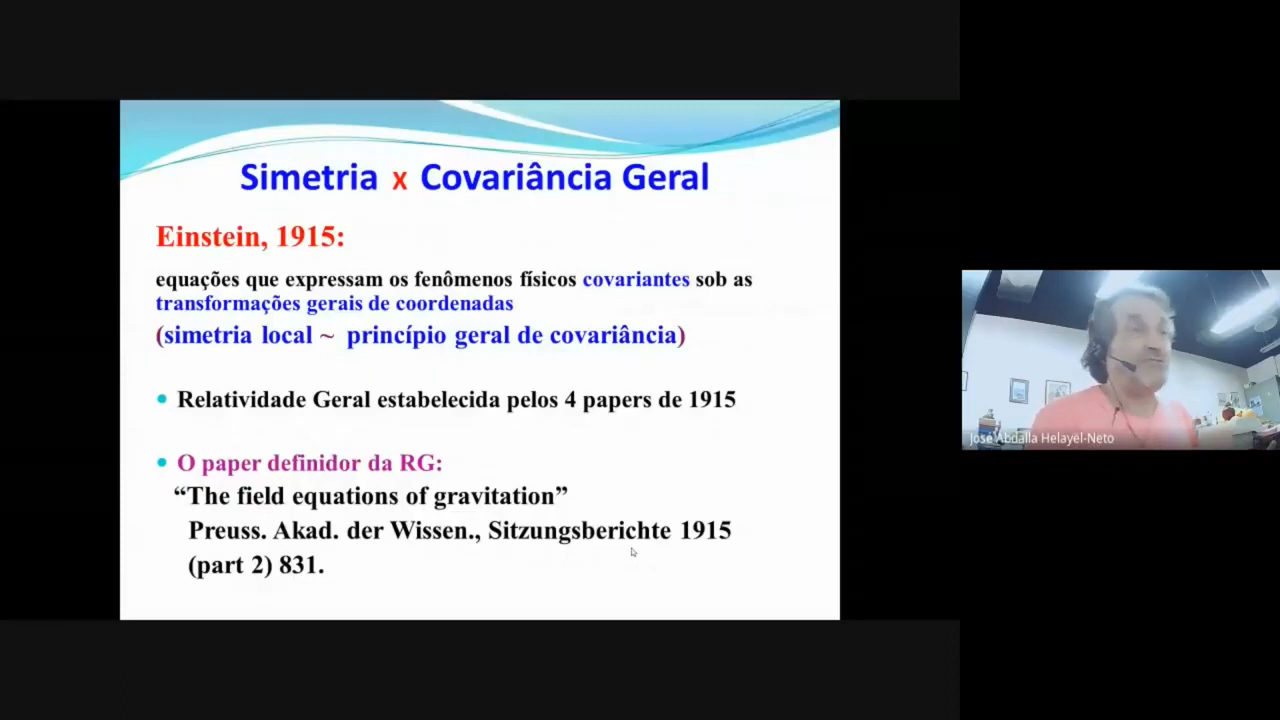 Simetria x Covariância Geral
Einstein, 1915:
equações que expressam os fenômenos físicos covariantes sob as
transformações gerais de coordenadas
(simetria local ~ princípio geral de covariância)
• Relatividade Geral estabelecida pelos 4 papers de 1915
• O paper definidor da RG:
“The field equations of gravitation”
Preuss. Akad. der Wissen., Sitzungsberichte 1915
(part 2) 831.
José Abdalla Helayël-Neto